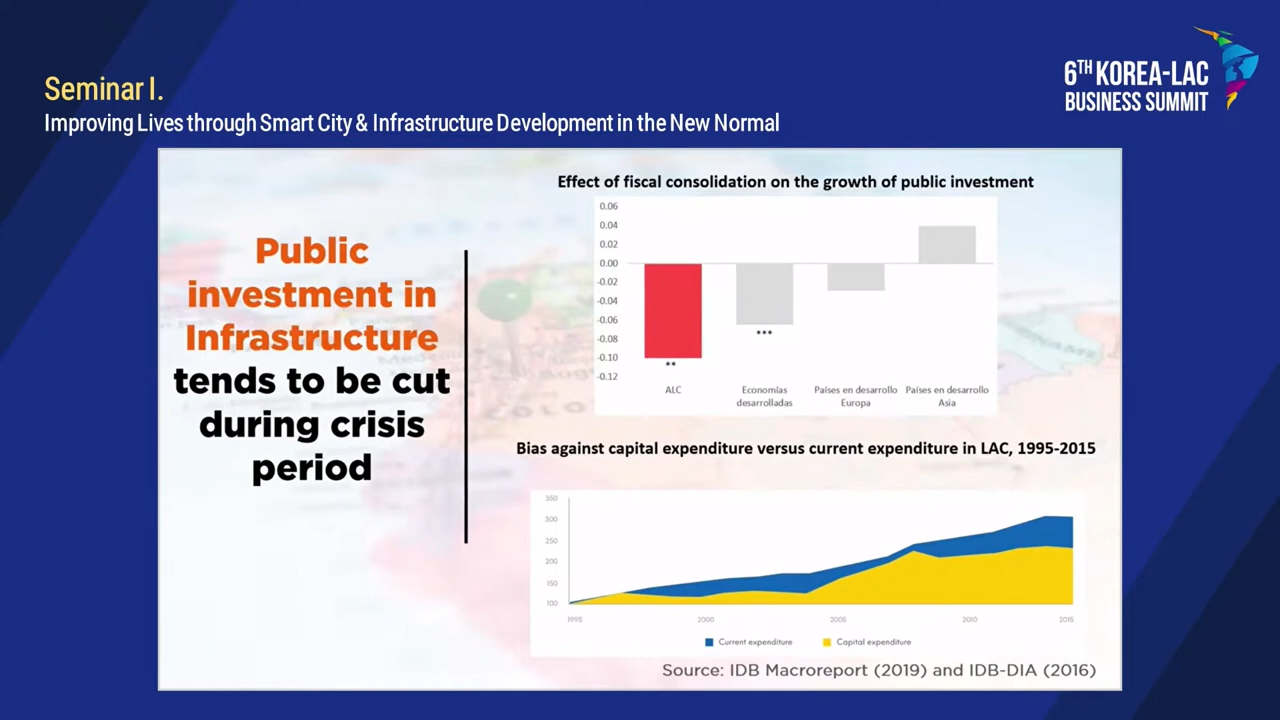 Seminar I.
Improving Lives through Smart City & Infrastructure Development in the New Normal
6TH KOREA-LAC
BUSINESS SUMMIT
Public
investment in
Infrastructure
tends to be cut
during crisis
period
Effect of fiscal consolidation on the growth of public investment
0.06
0.04
0.02
0.00
-0.02
-0.04
-0.06
-0.08
-0.10
-0.12
***
**
ALC
Economías
desarrolladas
Países en desarrollo
Europa
Países en desarrollo
Asia
Bias against capital expenditure versus current expenditure in LAC, 1995-2015
350
300
250
200
150
100
1995 2000 2005 2010 2015
Current expenditure Capital expenditure
Source: IDB Macroreport (2019) and IDB-DIA (2016)